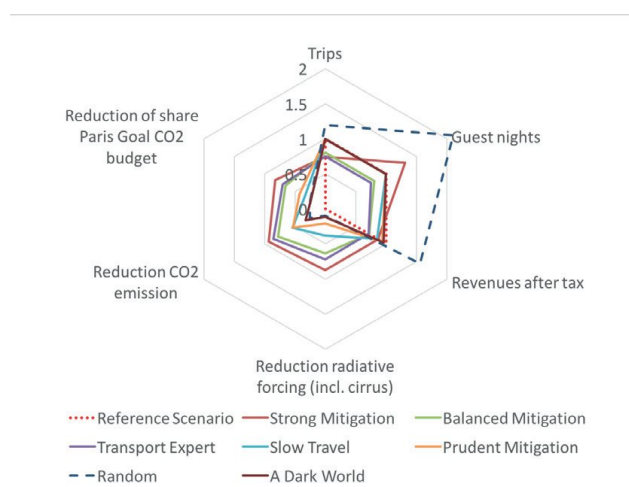 Trips
2
Reduction of share
Paris Goal CO2
budget
1.5
1
Guest nights
0.5
0
Reduction CO2
emission
Revenues after tax
Reduction radiative
forcing (incl. cirrus)
Reference Scenario Strong Mitigation Balanced Mitigation
Transport Expert Slow Travel Prudent Mitigation
Random A Dark World